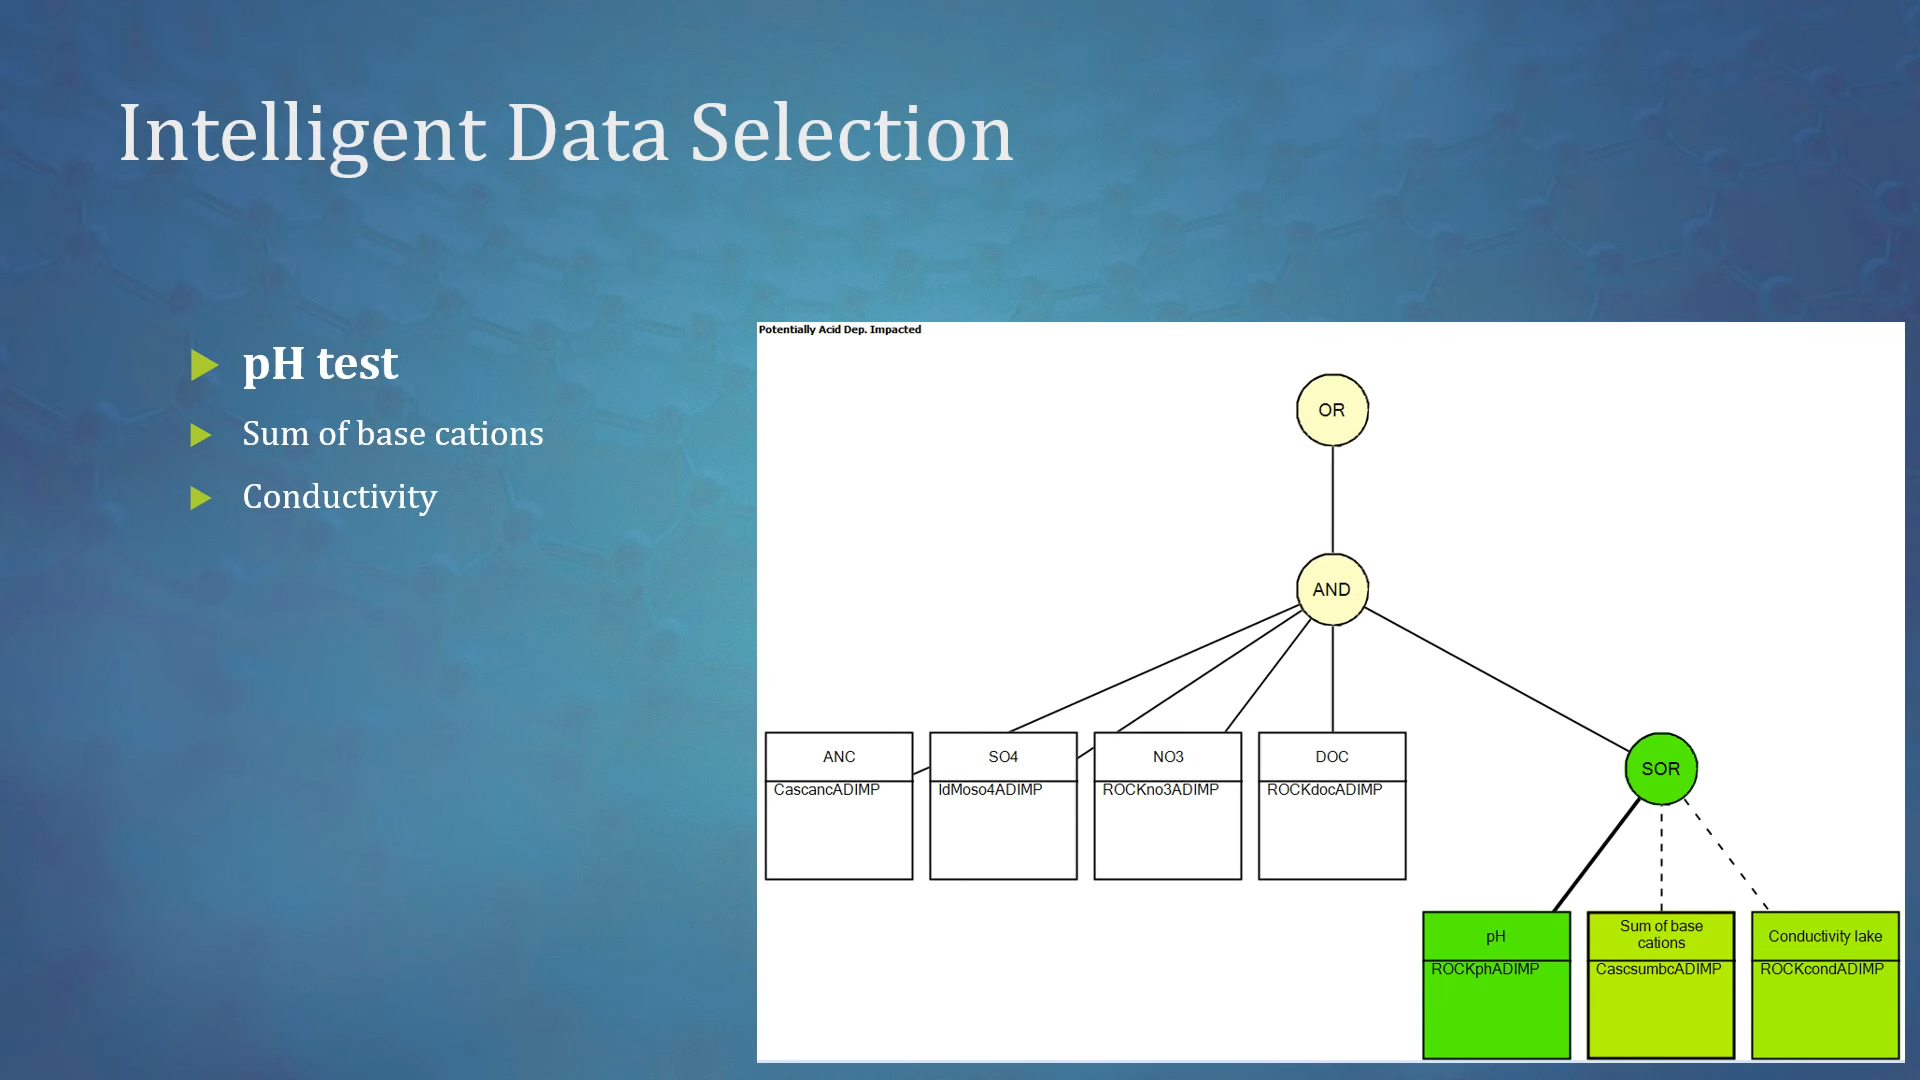 Intelligent Data Selection
pH test
Sum of base cations
Conductivity
Potentially Acid Dep. Impacted
OR
AND
ANC
CascancADIMP
SO4
IdMoso4ADIMP
NO3
ROCKno3ADIMP
DOC
ROCKdocADIMP
SOR
pH
ROCKphADIMP
Sum of base
cations
CascsumbcADIMP
Conductivity lake
ROCKcondADIMP